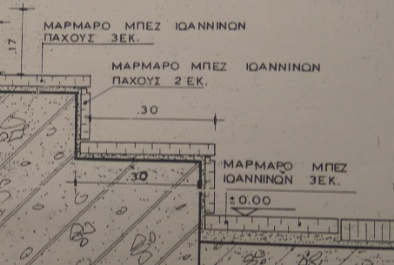 ΜΑΡΜΑΡΟ ΜΠΕΖ ΙΩΑΝΝΙΝΩΝ
ΠΑΧΟΥΣ 3ΕΚ.
.17
ΜΑΡΜΑΡΟ ΜΠΕΖ ΙΩΑΝΝΙΝΩΝ
ΠΑΧΟΥΣ 2 ΕΚ.
.30
ΜΑΡΜΑΡΟ ΜΠΕΖ
ΙΩΑΝΝΙΝΩΝ 3ΕΚ.
.30
±0.00